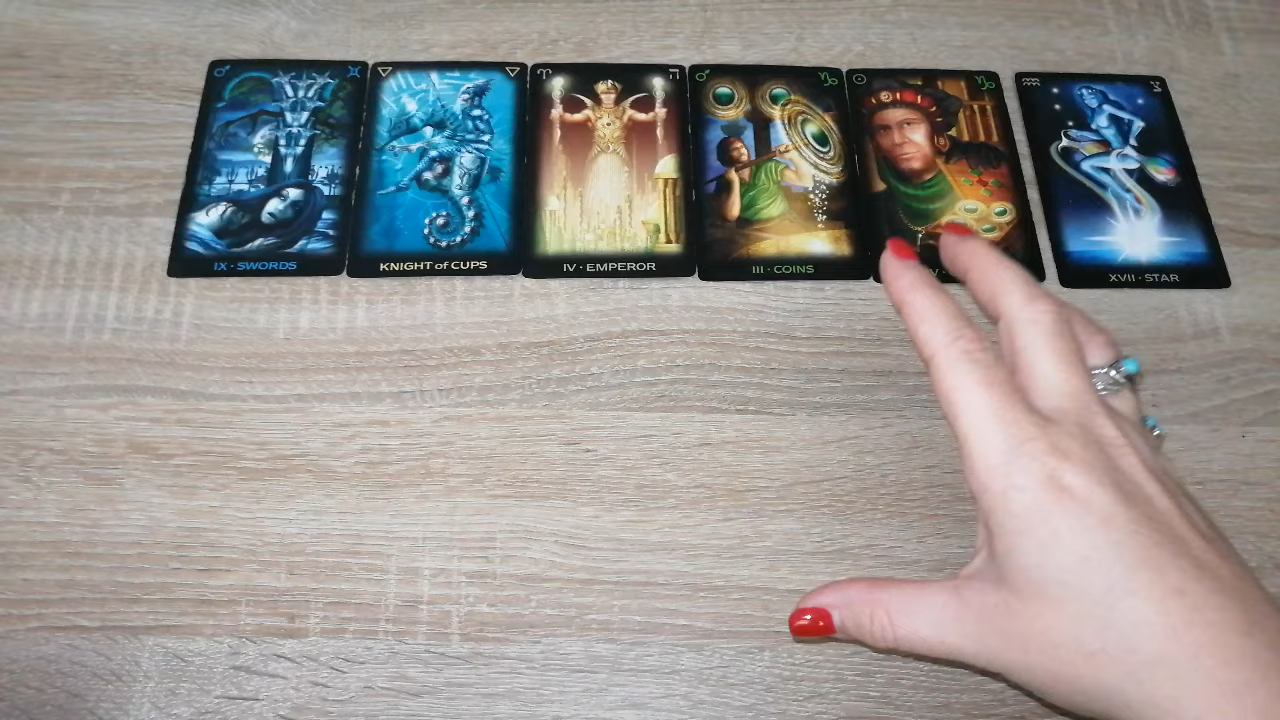 IX · SWORDS
KNIGHT of CUPS
IV · EMPEROR
III · COINS
XVII · STAR